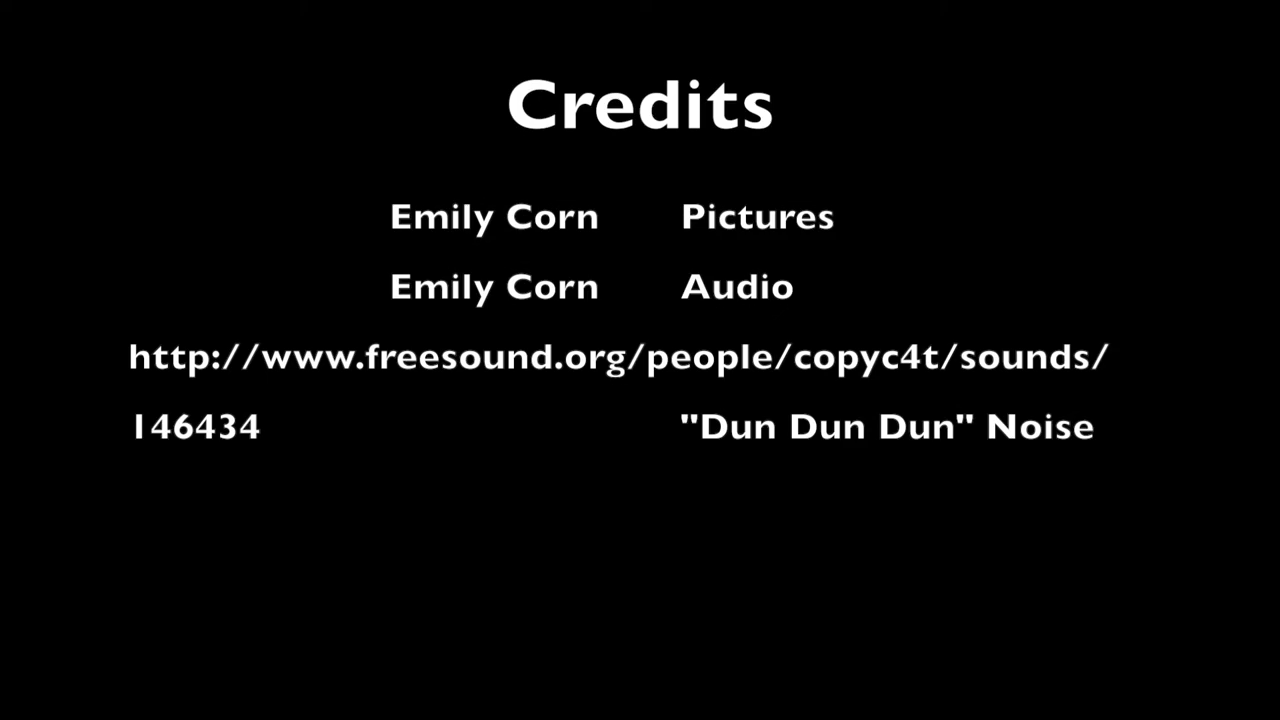 Credits
Emily Corn Pictures
Emily Corn Audio
http://www.freesound.org/people/copyc4t/sounds/
146434 "Dun Dun Dun" Noise